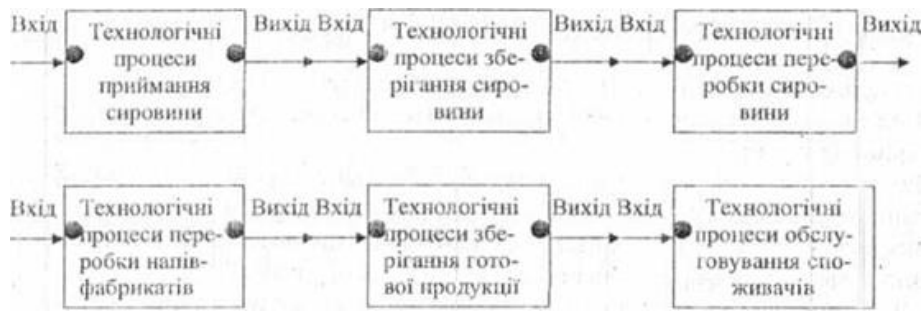 Вхід
Технологічні
процеси
приймання
сировини
Вихід Вхід
Технологічні
процеси збе-
рігання сиро-
вини
Вихід Вхід
Технологічні
процеси пере-
робки сиро-
вини
Вихід
Вхід
Технологічні
процеси пере-
робки напів-
фабрикатів
Вихід Вхід
Технологічні
процеси збе-
рігання гото-
вої продукції
Вихід Вхід
Технологічні
процеси обслу-
говування спо-
живачів